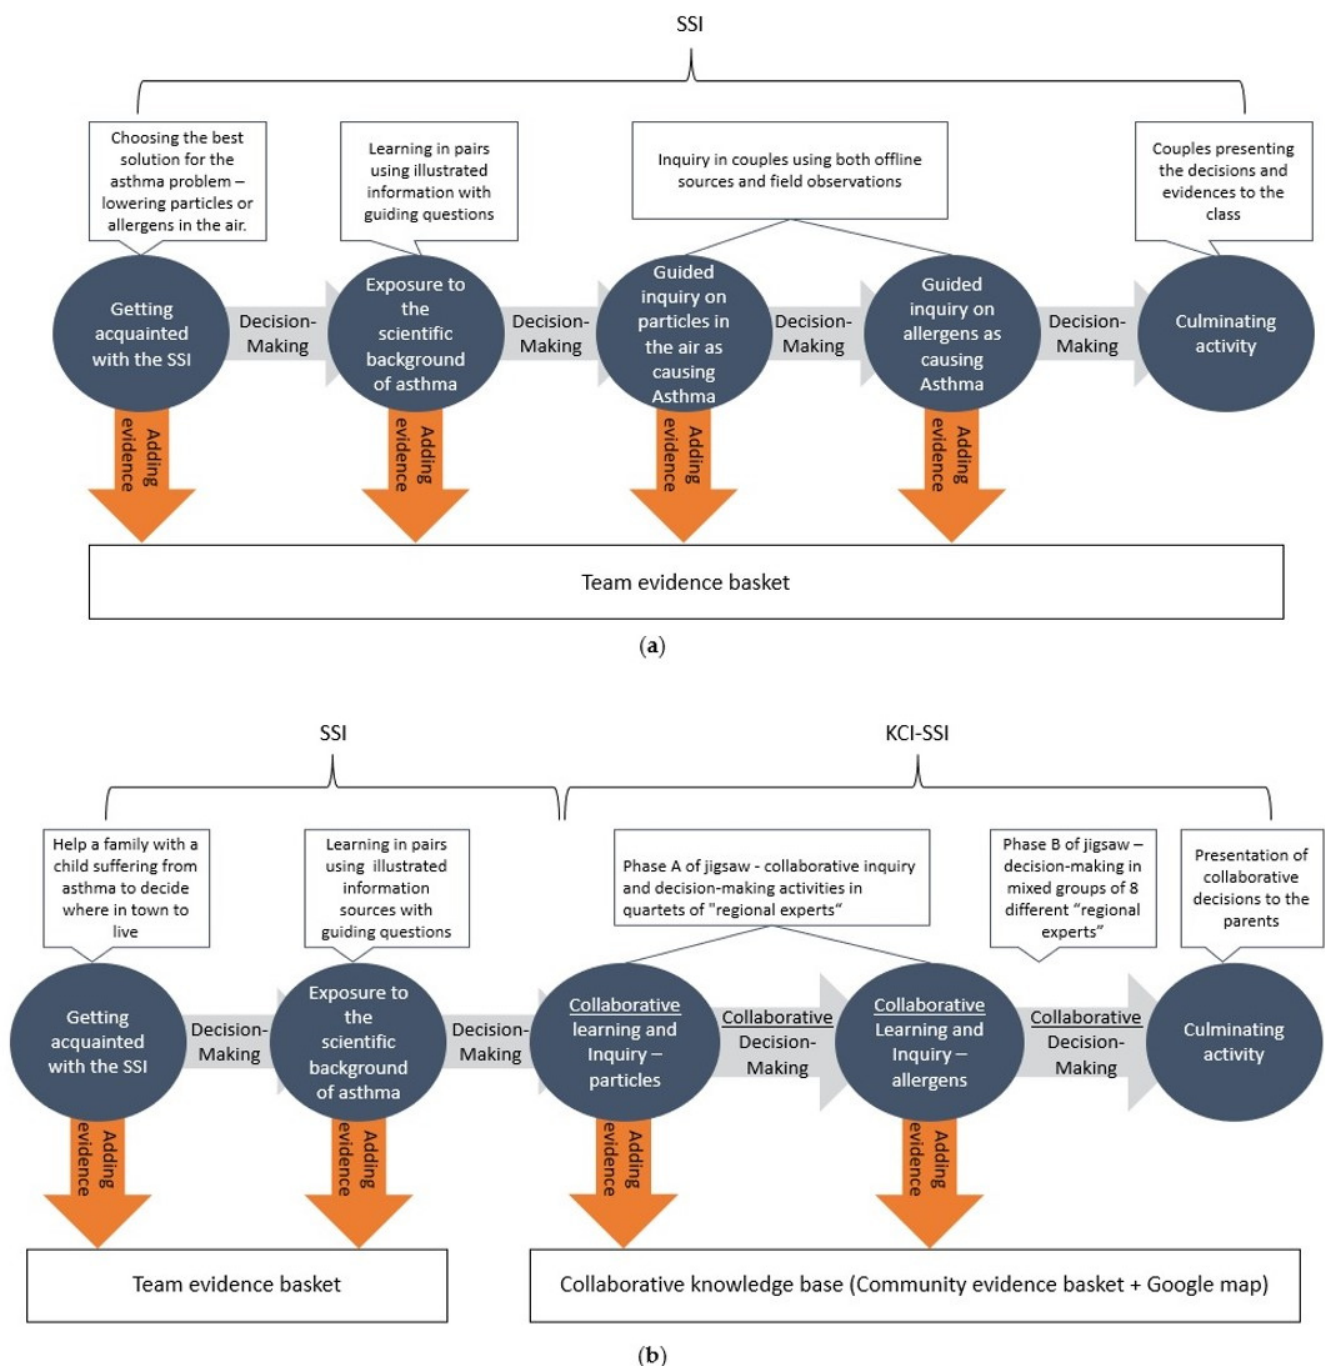 SSI
Choosing the best
solution for the
asthma problem –
lowering particles or
allergens in the air.
Learning in pairs
using illustrated
information with
guiding questions
Inquiry in couples using both offline
sources and field observations
Couples presenting
the decisions and
evidences to the
class
Getting
acquainted
with the SSI
Decision-
Making
Exposure to
the
scientific
background
of asthma
Decision-
Making
Guided
inquiry on
particles in
the air as
causing
Asthma
Decision-
Making
Guided
inquiry on
allergens as
causing
Asthma
Decision-
Making
Culminating
activity
Adding
evidence
Adding
evidence
Adding
evidence
Adding
evidence
Team evidence basket
(a)
SSI
KCI-SSI
Help a family with a
child suffering from
asthma to decide
where in town to
live
Learning in pairs
using illustrated
information
sources with
guiding questions
Phase A of jigsaw - collaborative inquiry
and decision-making activities in
quartets of "regional experts“
Phase B of jigsaw –
decision-making in
mixed groups of 8
different “regional
experts”
Presentation of
collaborative
decisions to the
parents
Getting
acquainted
with the SSI
Decision-
Making
Exposure to
the
scientific
background
of asthma
Decision-
Making
Collaborative
learning and
Inquiry –
particles
Collaborative
Decision-
Making
Collaborative
Learning and
Inquiry –
allergens
Collaborative
Decision-
Making
Culminating
activity
Adding
evidence
Adding
evidence
Adding
evidence
Adding
evidence
Team evidence basket
Collaborative knowledge base (Community evidence basket + Google map)
(b)